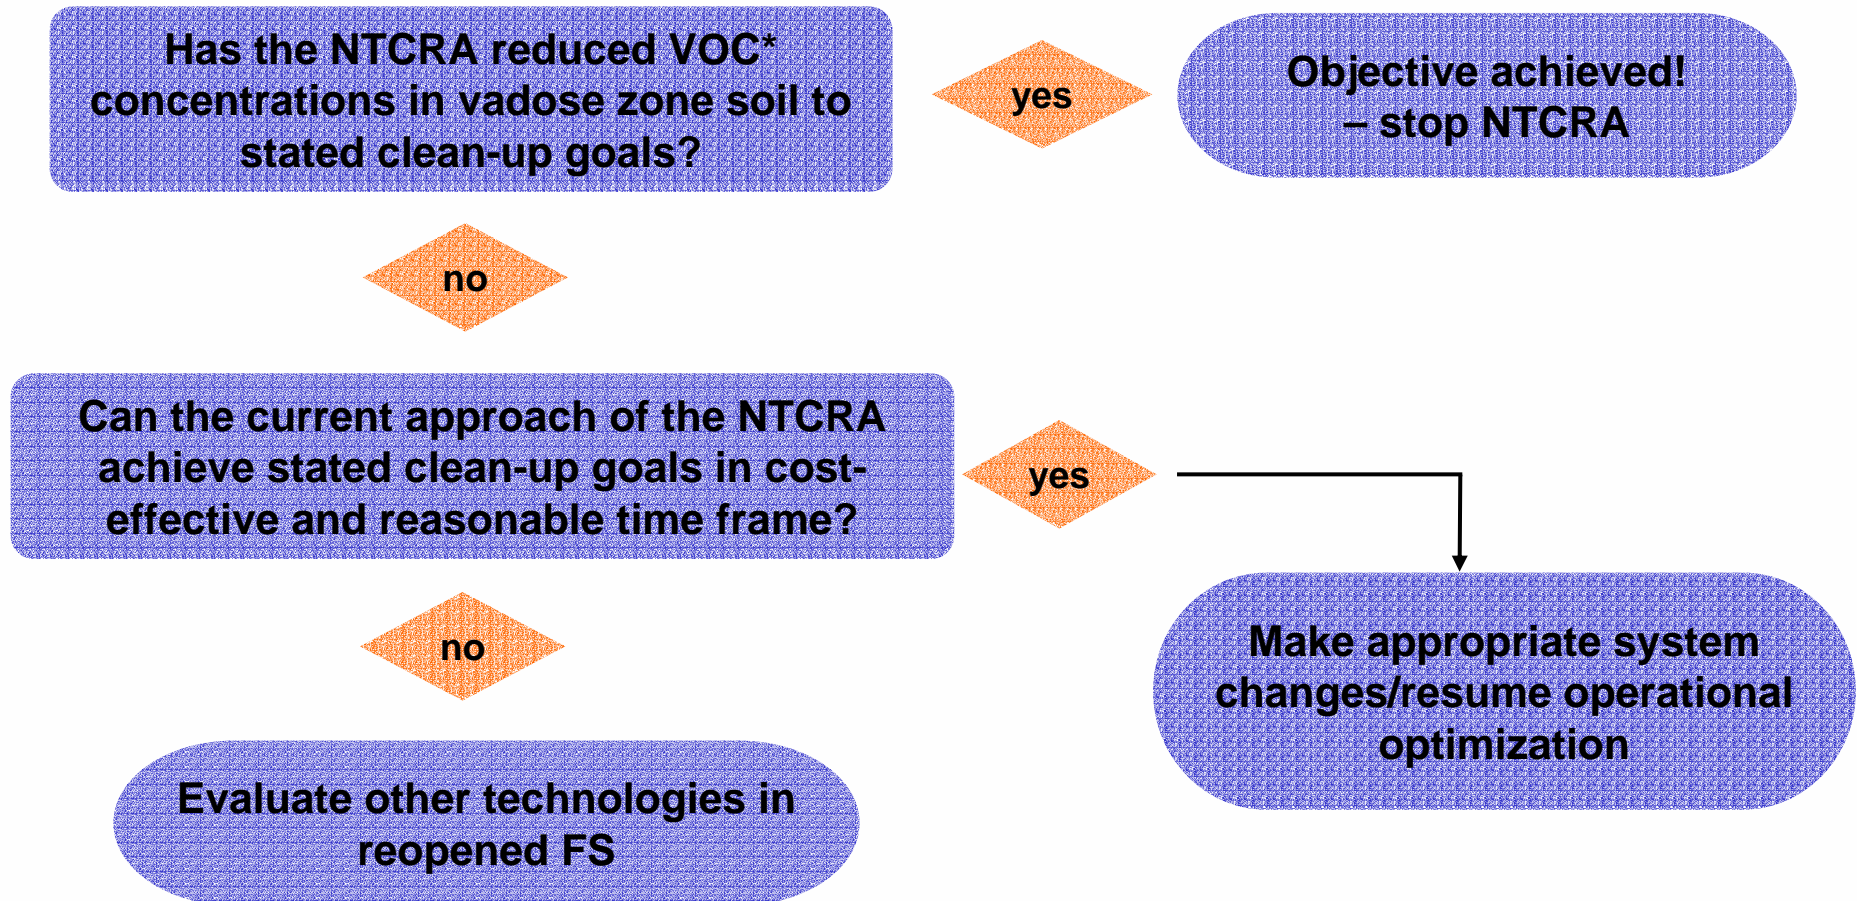 Has the NTCRA reduced VOC*
concentrations in vadose zone soil to
stated clean-up goals?
yes
Objective achieved!
– stop NTCRA
no
Can the current approach of the NTCRA
achieve stated clean-up goals in cost-
effective and reasonable time frame?
yes
Make appropriate system
changes/resume operational
optimization
no
Evaluate other technologies in
reopened FS